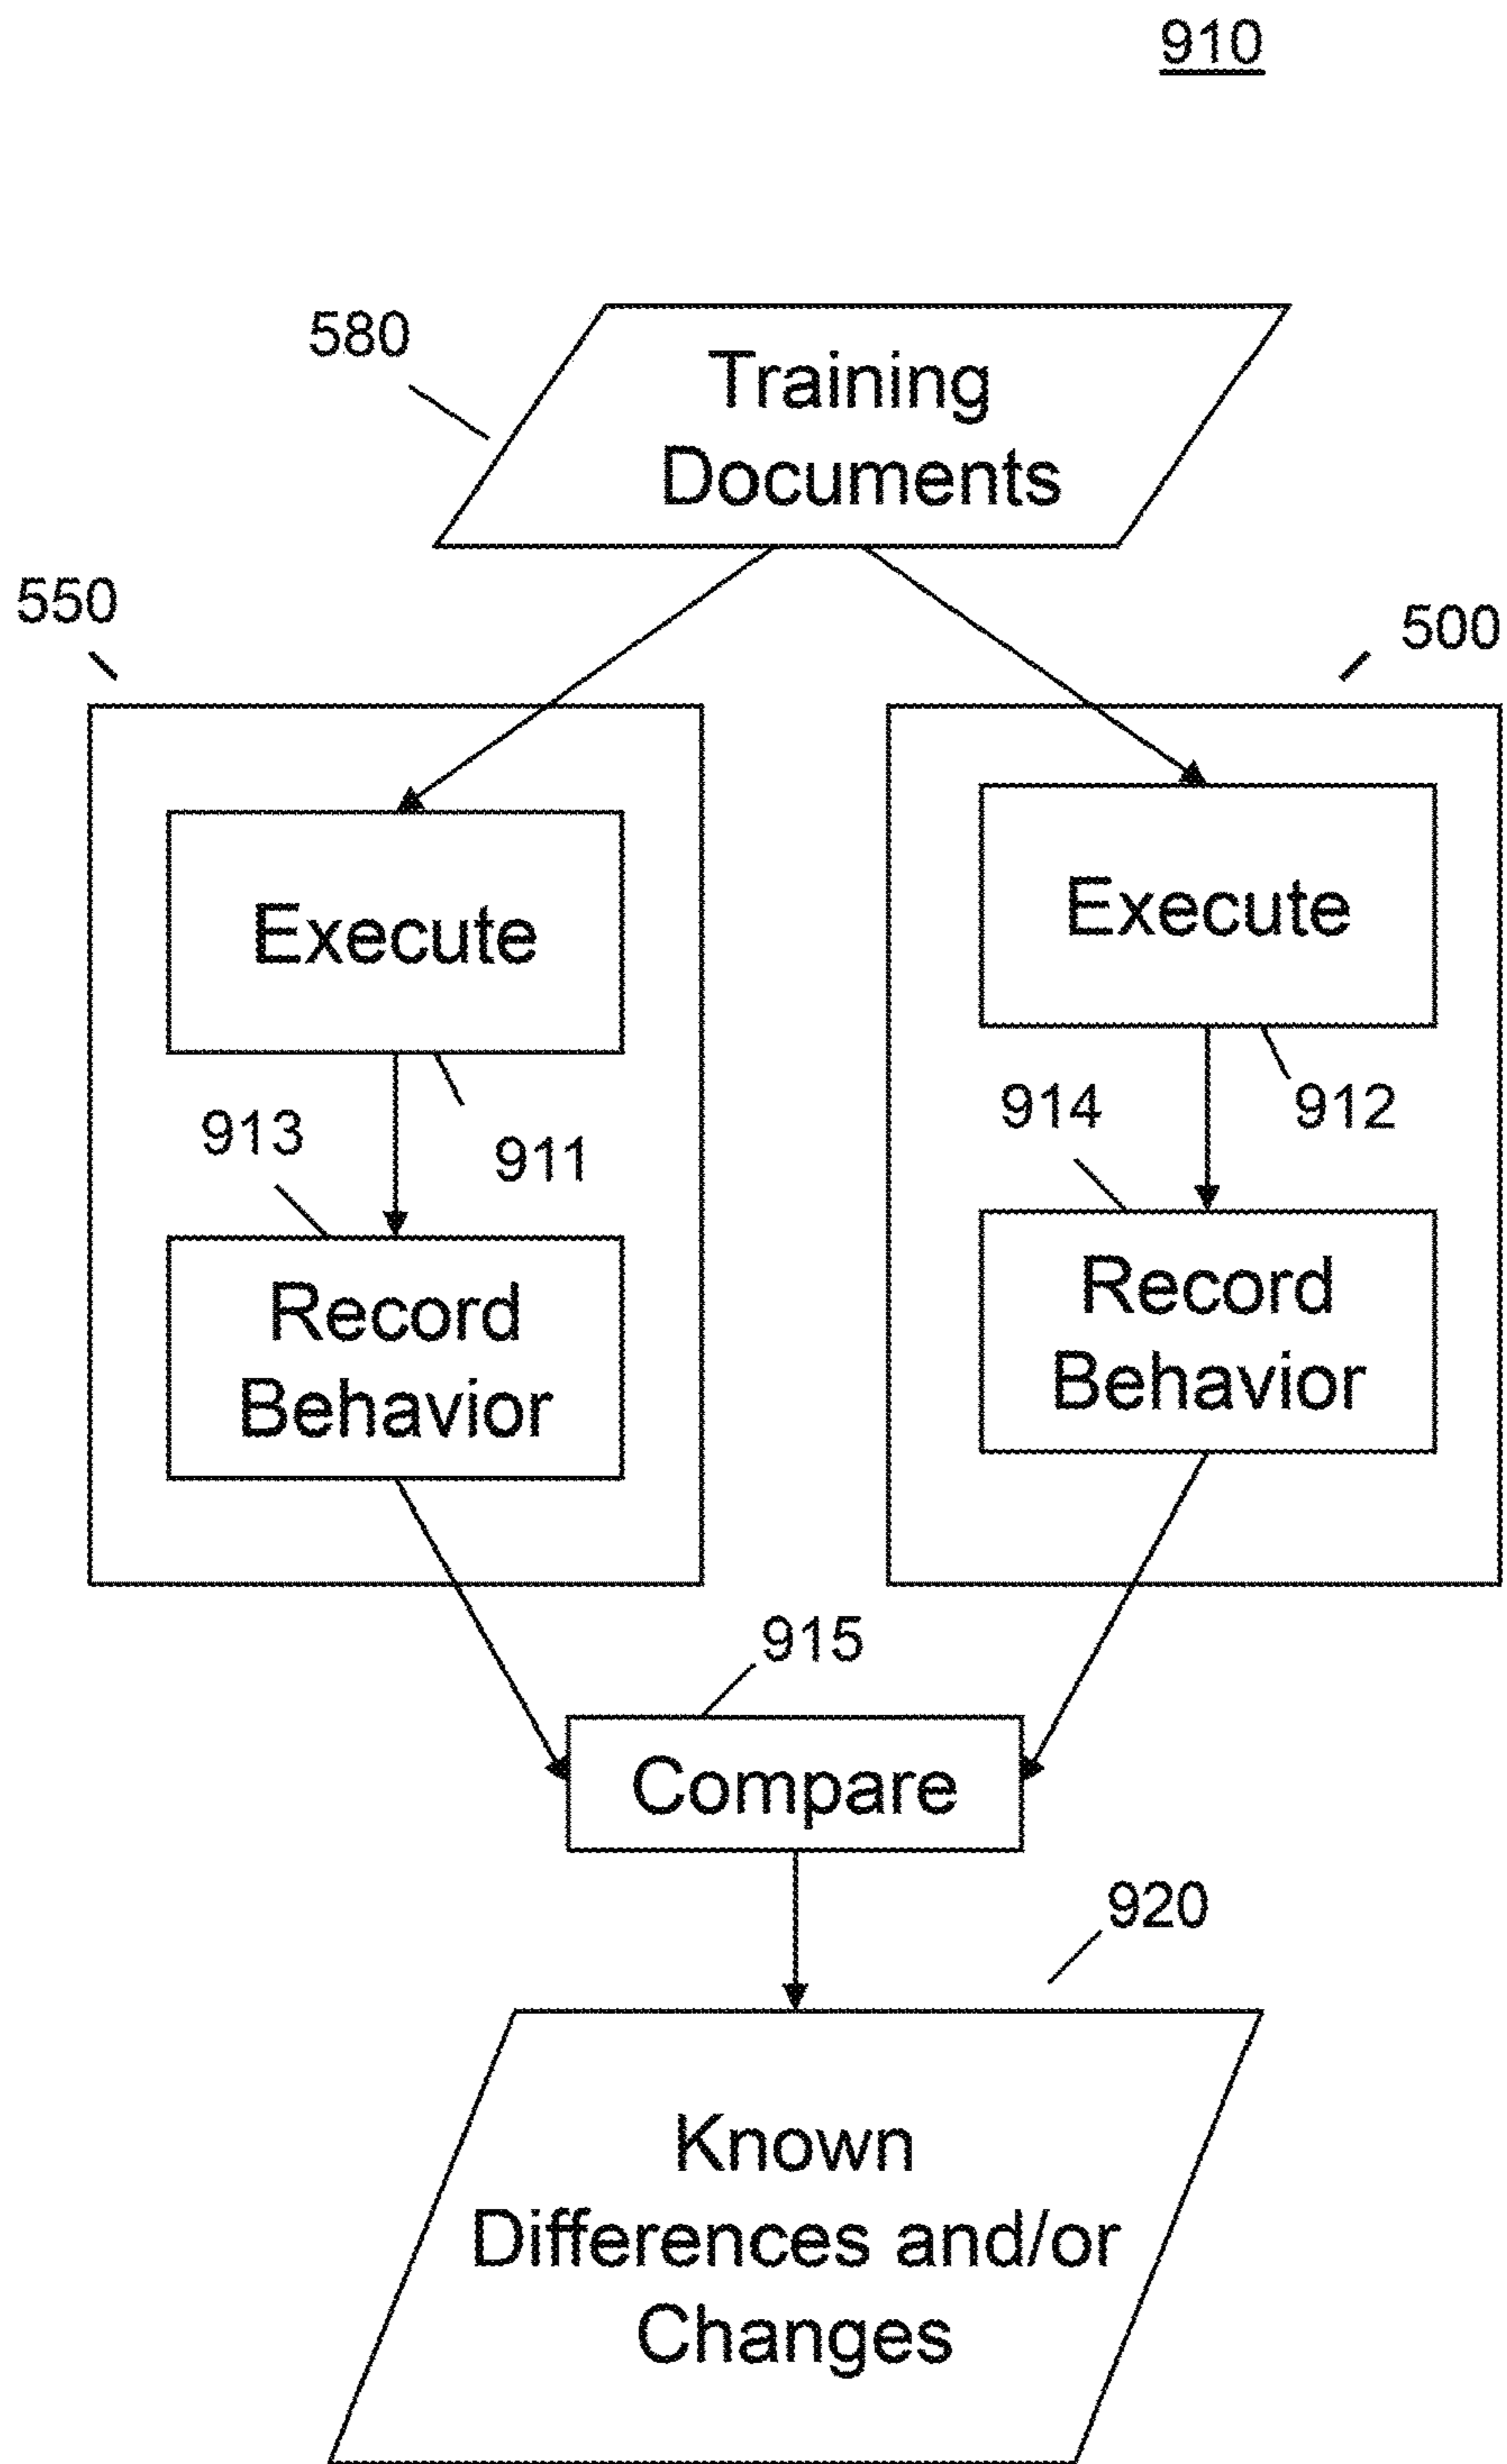 910
580
Training
Documents
550
500
Execute
Execute
913
911
914
912
Record
Behavior
Record
Behavior
915
Compare
920
Known
Differences and/or
Changes